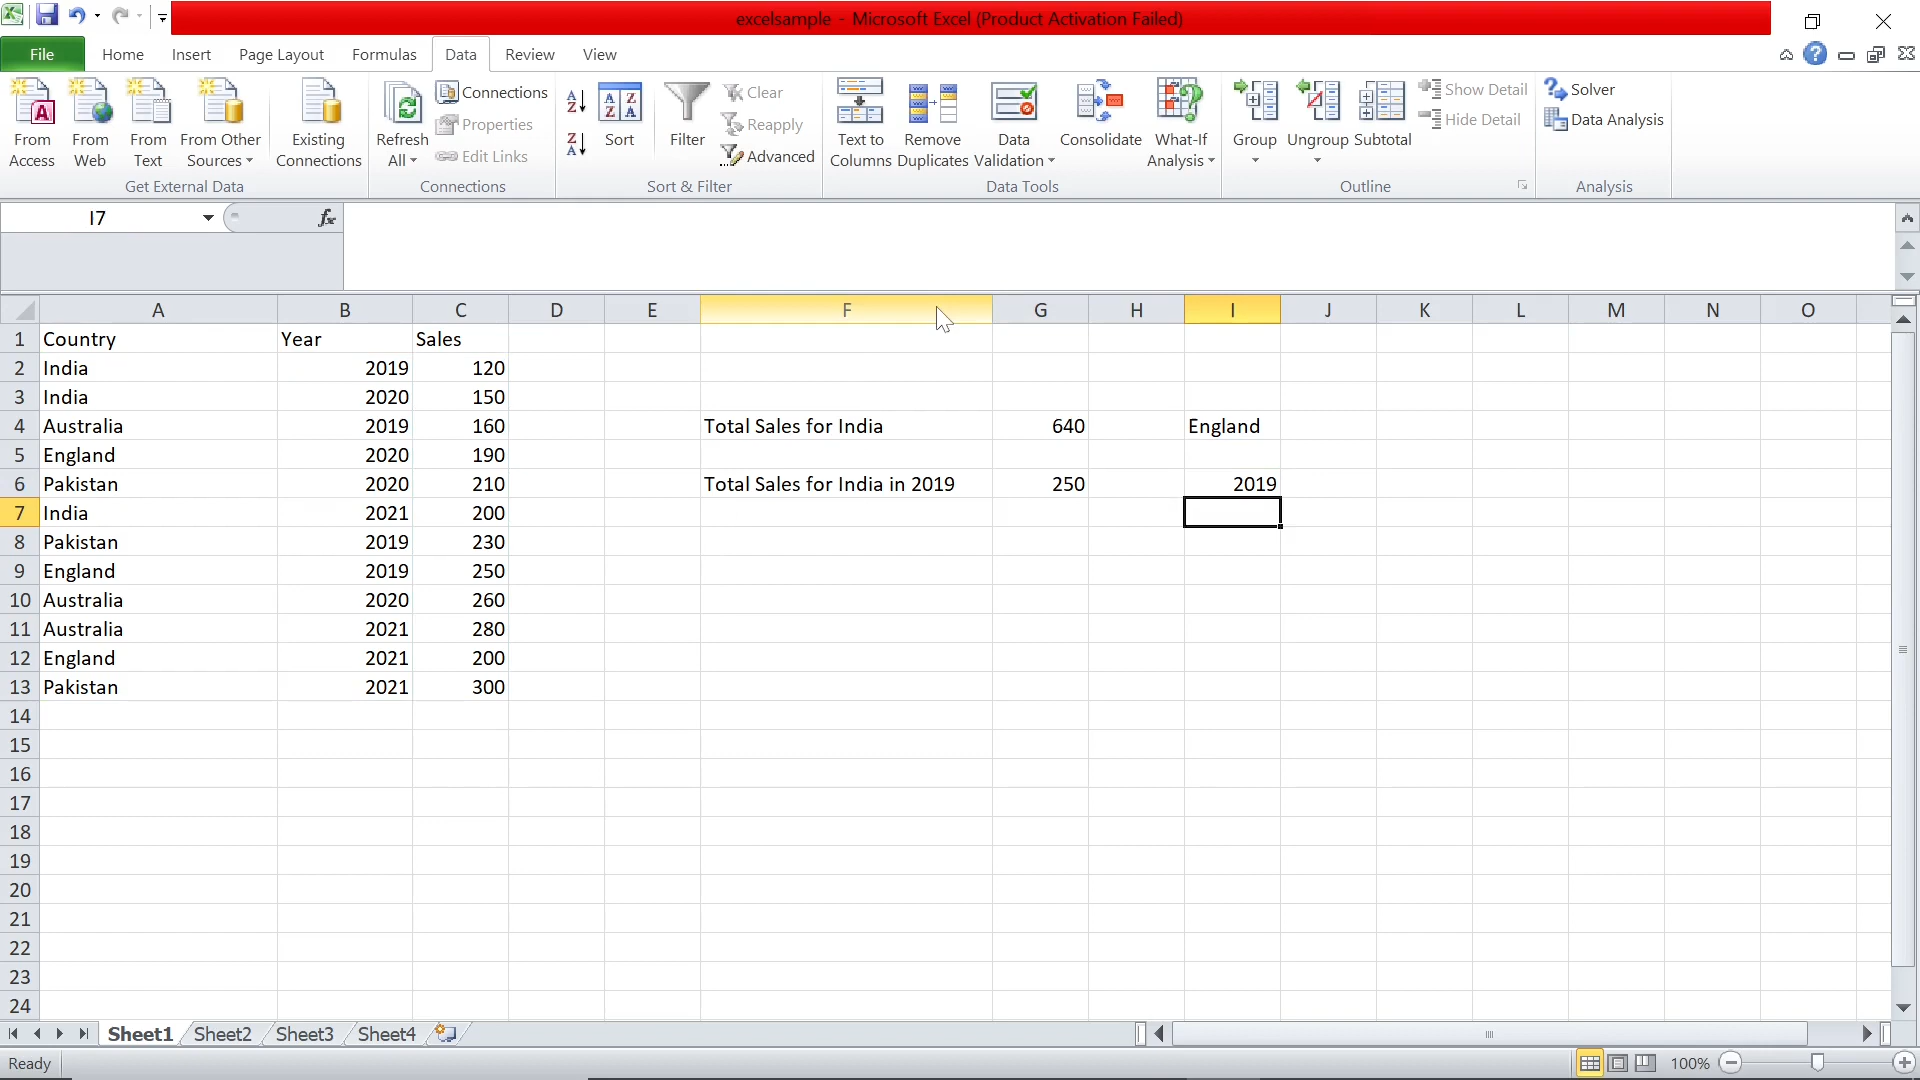 excelsample - Microsoft Excel (Product Activation Failed)
File Home Insert Page Layout Formulas Data Review View
From Access From Web From Text From Other Sources Existing Connections
Get External Data
Refresh All Connections Properties Edit Links
Connections
Sort Filter Clear Reapply Advanced
Sort & Filter
Text to Columns Remove Duplicates Data Validation Consolidate What-If Analysis
Data Tools
Group Ungroup Subtotal Show Detail Hide Detail
Outline
Solver Data Analysis
Analysis
I7 fx
A B C D E F G H I J K L M N O
1 Country Year Sales
2 India 2019 120
3 India 2020 150
4 Australia 2019 160 Total Sales for India 640 England
5 England 2020 190
6 Pakistan 2020 210 Total Sales for India in 2019 250 2019
7 India 2021 200
8 Pakistan 2019 230
9 England 2019 250
10 Australia 2020 260
11 Australia 2021 280
12 England 2021 200
13 Pakistan 2021 300
14
15
16
17
18
19
20
21
22
23
24
Sheet1 Sheet2 Sheet3 Sheet4
Ready 100%